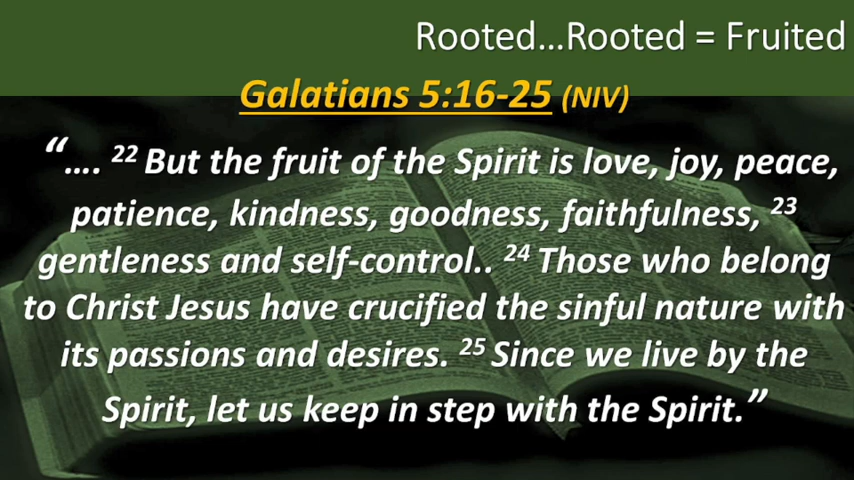 Rooted...Rooted = Fruited
Galatians 5:16-25 (NIV)
“…. 22 But the fruit of the Spirit is love, joy, peace,
patience, kindness, goodness, faithfulness, 23
gentleness and self-control.. 24 Those who belong
to Christ Jesus have crucified the sinful nature with
its passions and desires. 25 Since we live by the
Spirit, let us keep in step with the Spirit.”